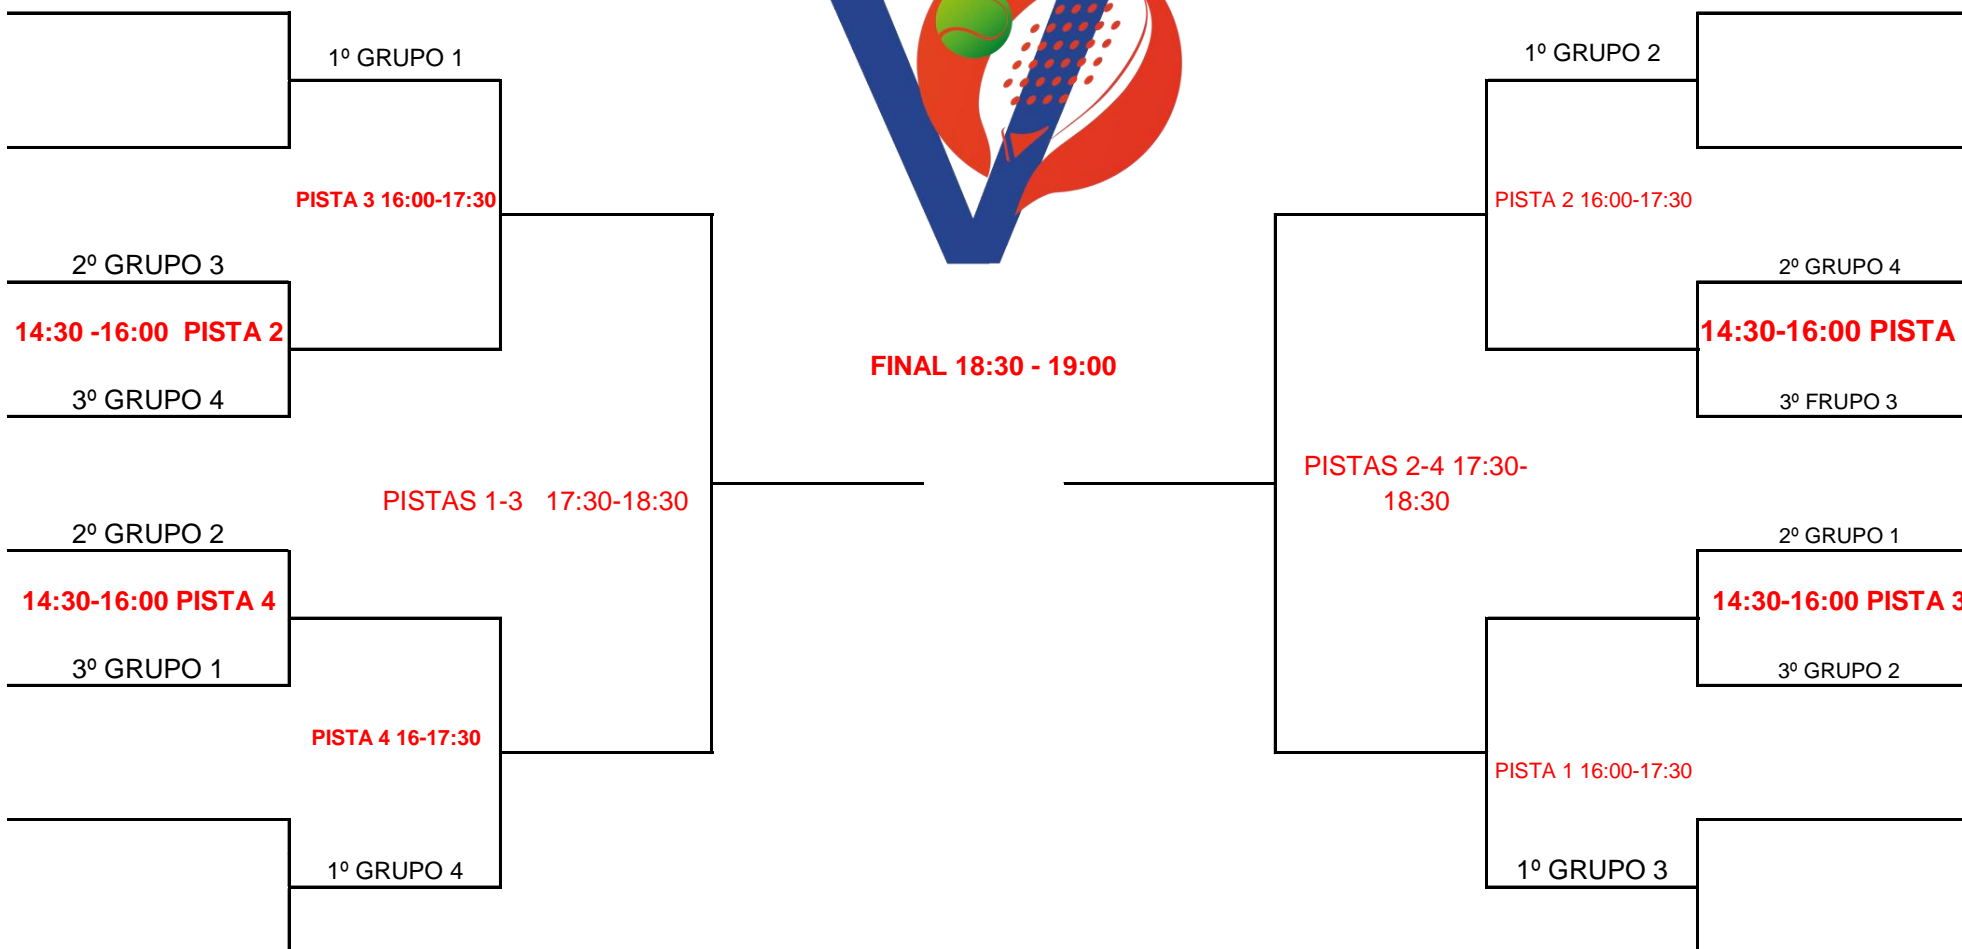 1º GRUPO 1
1º GRUPO 2
PISTA 3 16:00-17:30
PISTA 2 16:00-17:30
2º GRUPO 3
2º GRUPO 4
14:30 -16:00 PISTA 2
14:30-16:00 PISTA
FINAL 18:30 - 19:00
3º GRUPO 4
3º FRUPO 3
PISTAS 1-3 17:30-18:30
PISTAS 2-4 17:30-
18:30
2º GRUPO 2
2º GRUPO 1
14:30-16:00 PISTA 4
14:30-16:00 PISTA 3
3º GRUPO 1
3º GRUPO 2
PISTA 4 16-17:30
PISTA 1 16:00-17:30
1º GRUPO 4
1º GRUPO 3